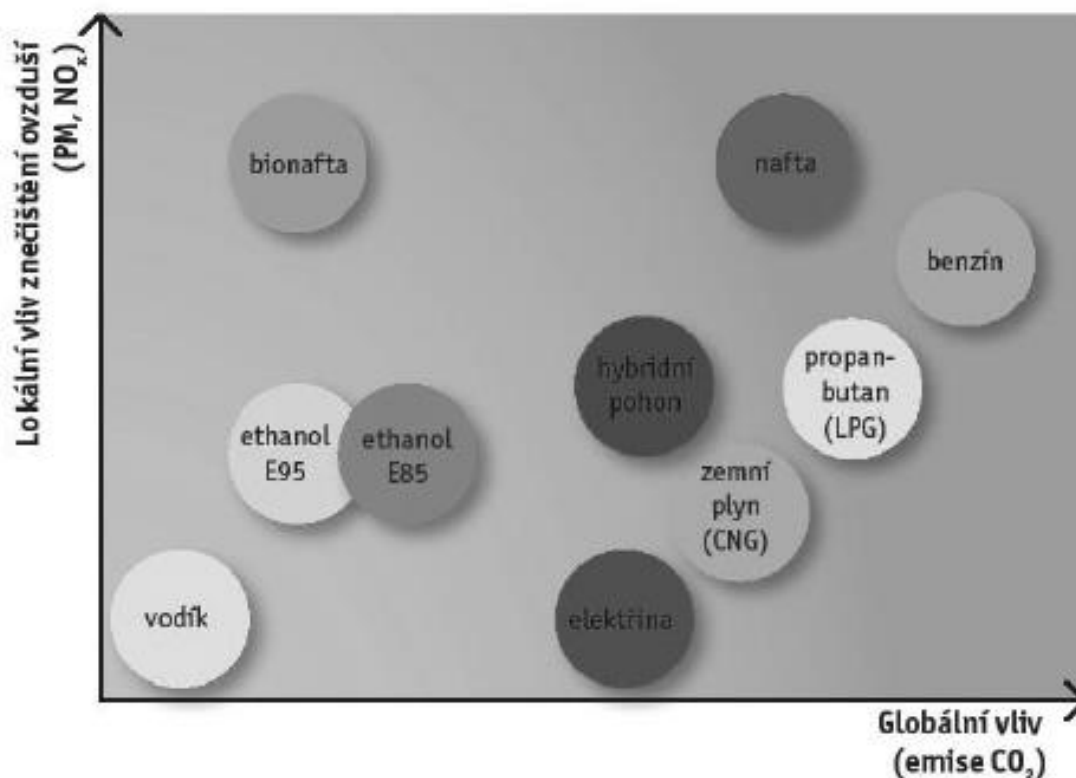 Lokální vliv znečištění ovzduší
(PM, NOₓ)
bionafta
nafta
benzín
hybridní
pohon
propan-
butan
(LPG)
ethanol
E95
ethanol
E85
zemní
plyn
(CNG)
vodík
elektřina
Globální vliv
(emise CO₂)